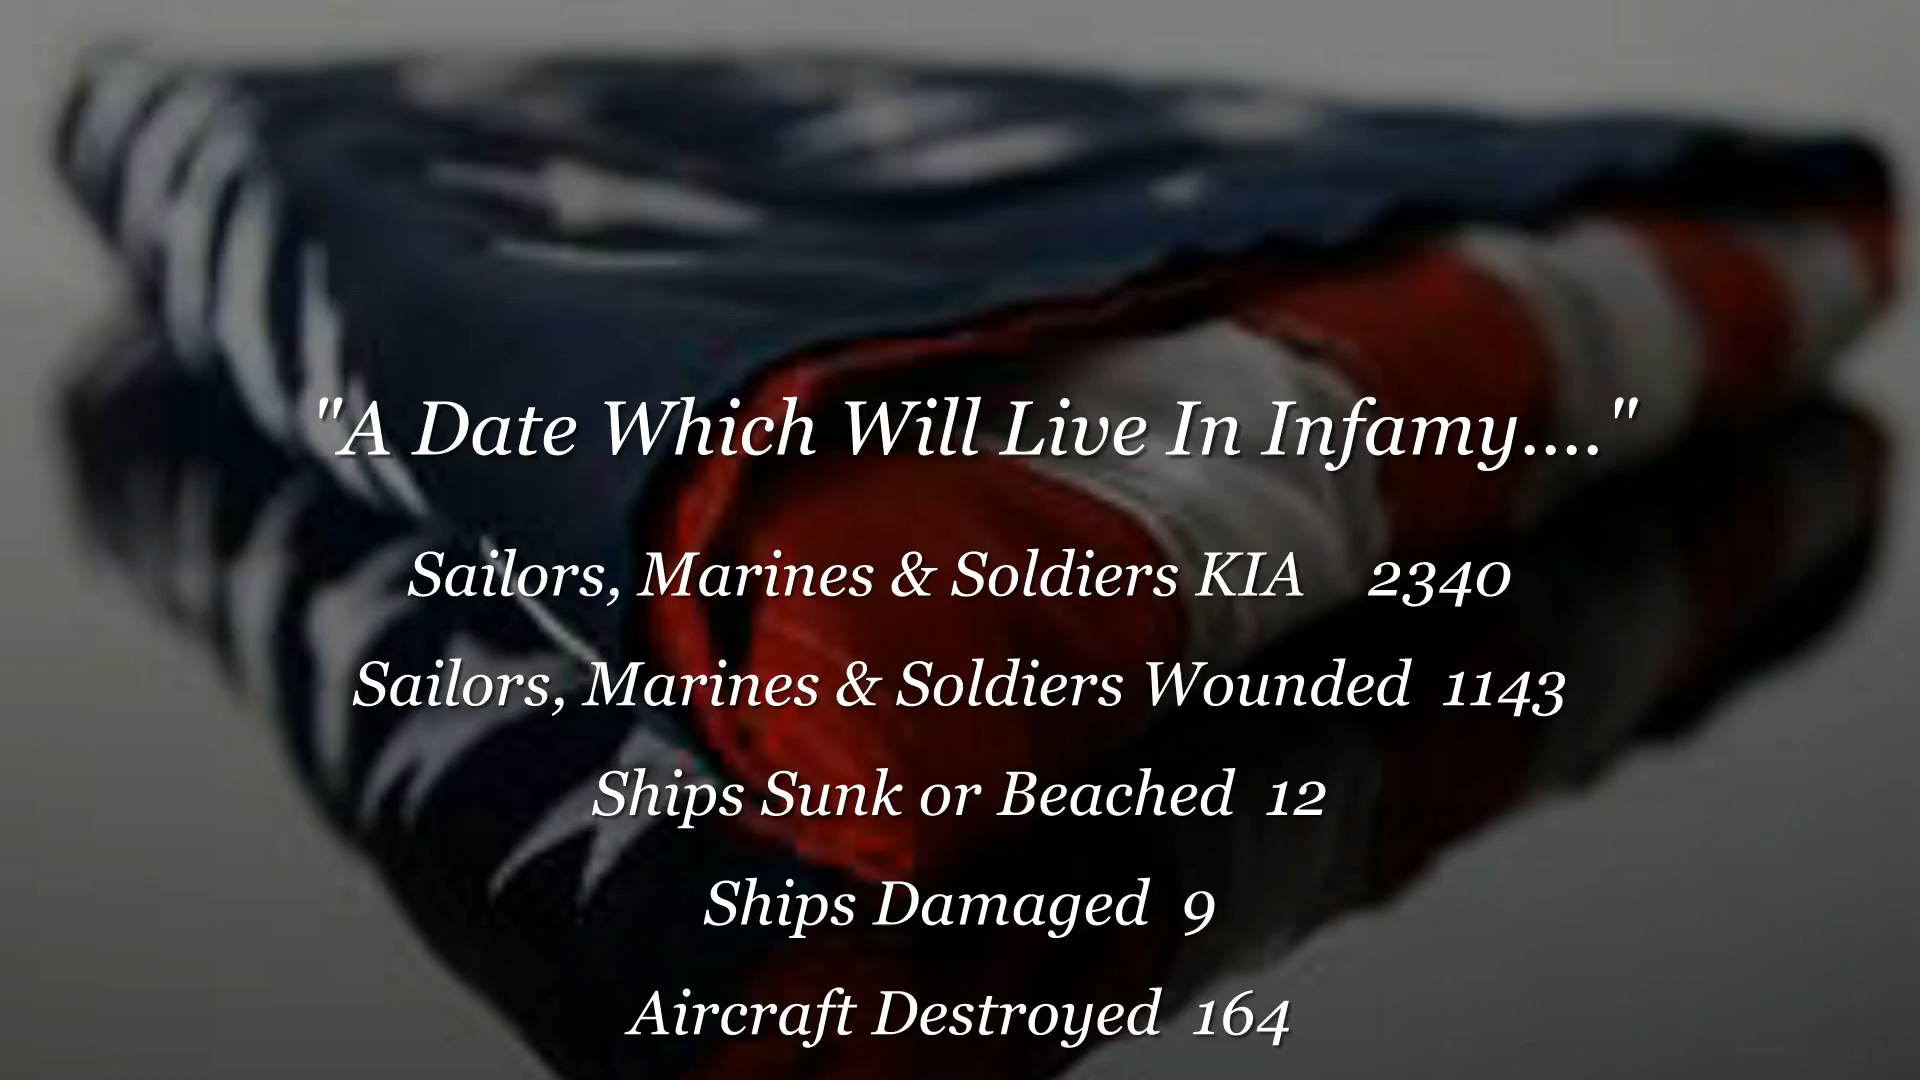 "A Date Which Will Live In Infamy...."
Sailors, Marines & Soldiers KIA 2340
Sailors, Marines & Soldiers Wounded 1143
Ships Sunk or Beached 12
Ships Damaged 9
Aircraft Destroyed 164